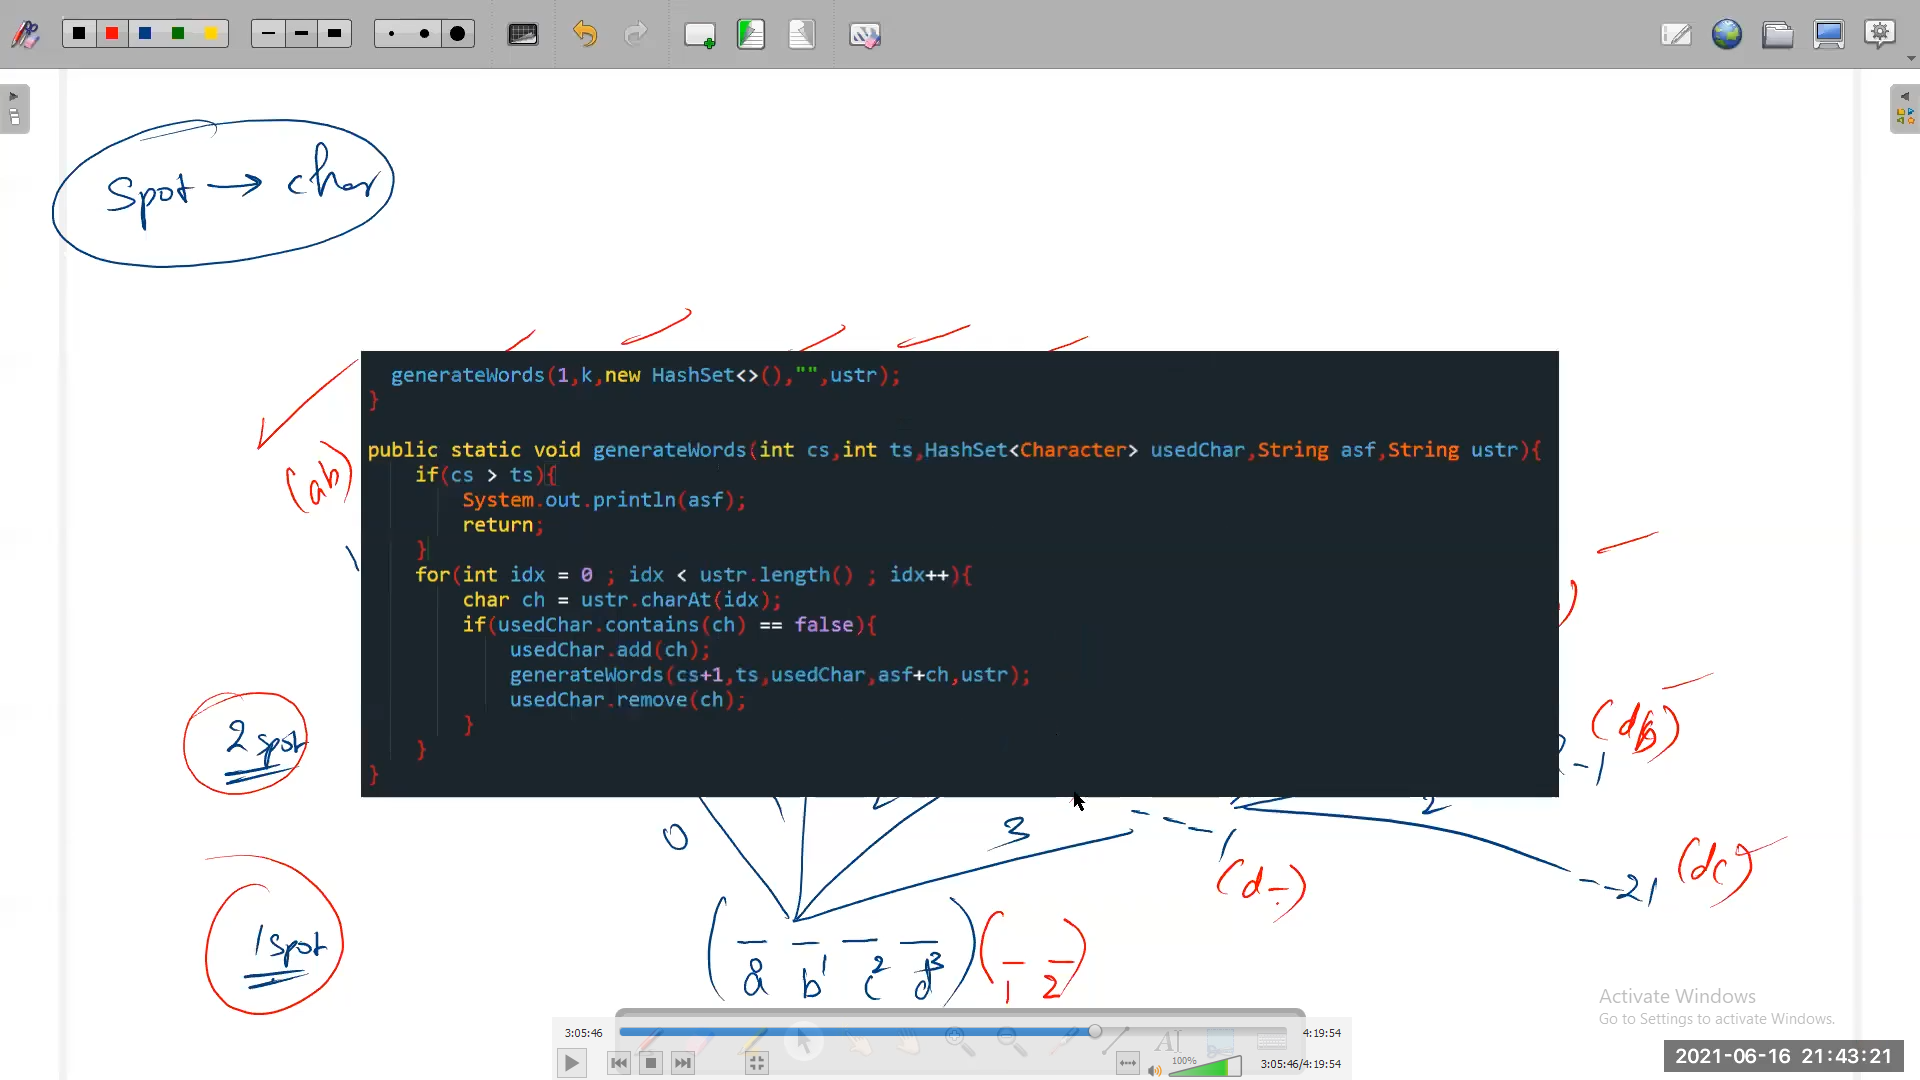 Spot → char
generateWords(1,k,new HashSet<>(),"",ustr);
}
public static void generateWords(int cs,int ts,HashSet<Character> usedChar,String asf,String ustr){
if(cs > ts){
System.out.println(asf);
return;
}
for(int idx = 0 ; idx < ustr.length() ; idx++){
char ch = ustr.charAt(idx);
if(usedChar.contains(ch) == false){
usedChar.add(ch);
generateWords(cs+1,ts,usedChar,asf+ch,ustr);
usedChar.remove(ch);
}
}
}
(ab)
2 spot
(db)
-1
0
3
2
--- 1
(d-)
(dc)
--21
1 spot
(a b1 c2 d3) (1 2)
3:05:46
4:19:54
100%
3:05:46/4:19:54
Activate Windows
Go to Settings to activate Windows.
2021-06-16 21:43:21